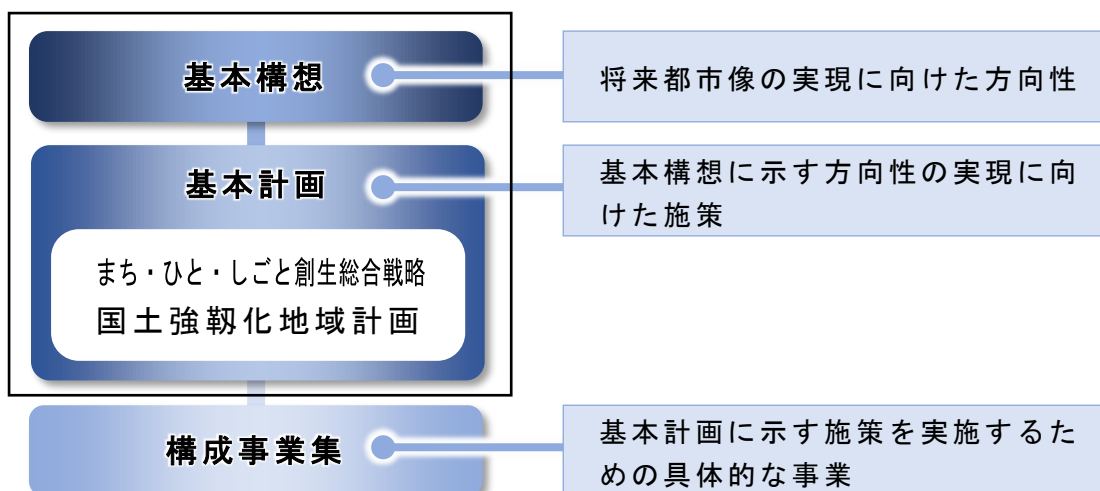 基本構想
将来都市像の実現に向けた方向性
基本計画
基本構想に示す方向性の実現に向
けた施策
まち・ひと・しごと創生総合戦略
国土強靱化地域計画
構成事業集
基本計画に示す施策を実施するた
めの具体的な事業